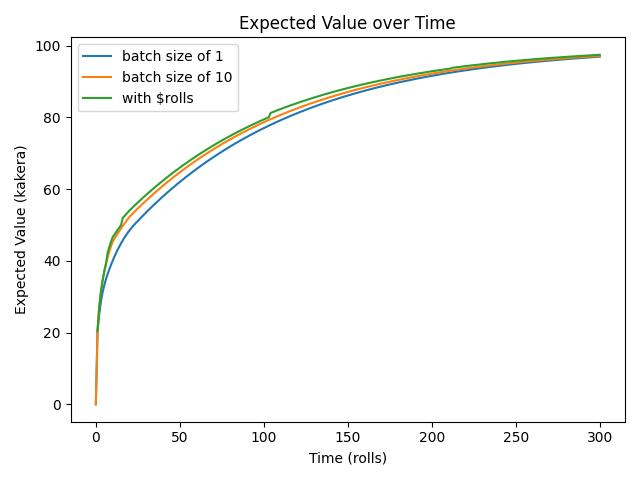 Expected Value over Time
batch size of 1
batch size of 10
with $rolls
Expected Value (kakera)
100
80
60
40
20
0
0 50 100 150 200 250 300
Time (rolls)